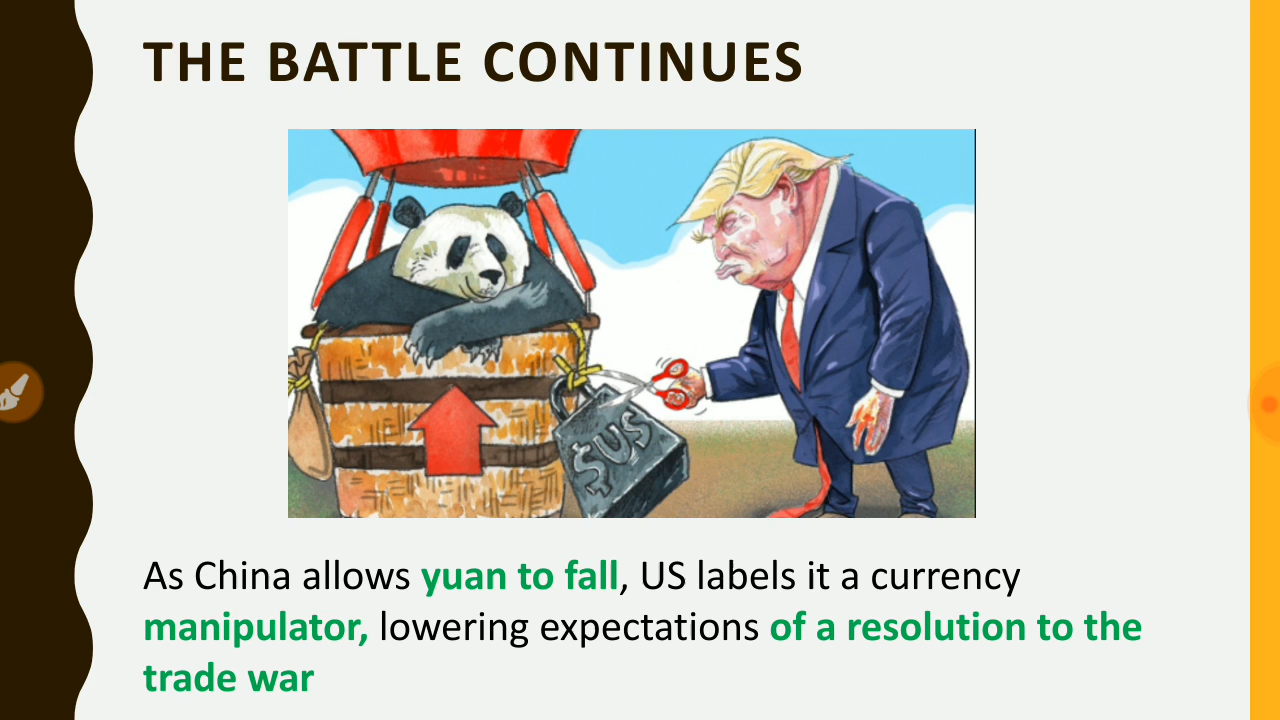 THE BATTLE CONTINUES
$US
As China allows yuan to fall, US labels it a currency
manipulator, lowering expectations of a resolution to the
trade war